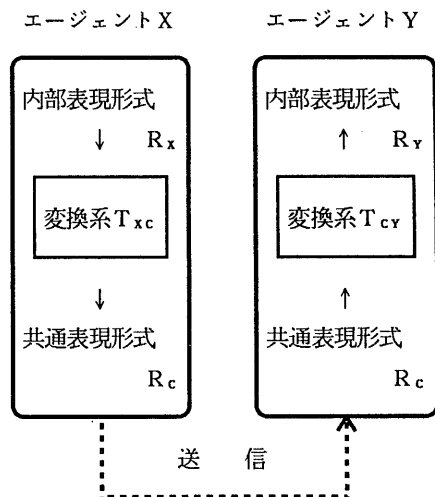 エージェントX
内部表現形式
↓ R_X
変換系T_XC
↓
共通表現形式
R_C
エージェントY
内部表現形式
↑ R_Y
変換系T_CY
↑
共通表現形式
R_C
送 信